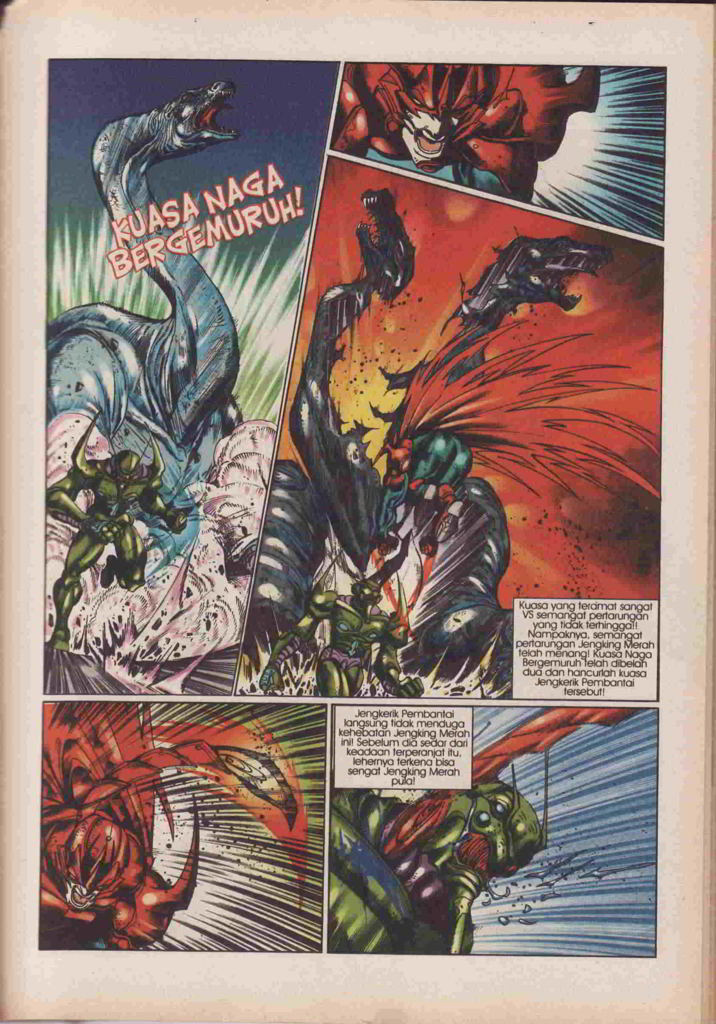 KUASA NAGA
BERGEMURUH!
Kuasa yang teramat sangat
VS semangat pertarungan
yang tidak terhingga!!
Nampaknya, semangat
pertarungan Jengking Merah
telah menang! Kuasa Naga
Bergemuruh telah dibelah
dua dan hancurlah kuasa
Jengkerik Pembantai
tersebut!
Jengkerik Pembantai
langsung tidak menduga
kehebatan Jengking Merah
ini! Sebelum dia sedar dari
keadaan terperanjat itu,
lehernya terkena bisa
sengat Jengking Merah
pula!